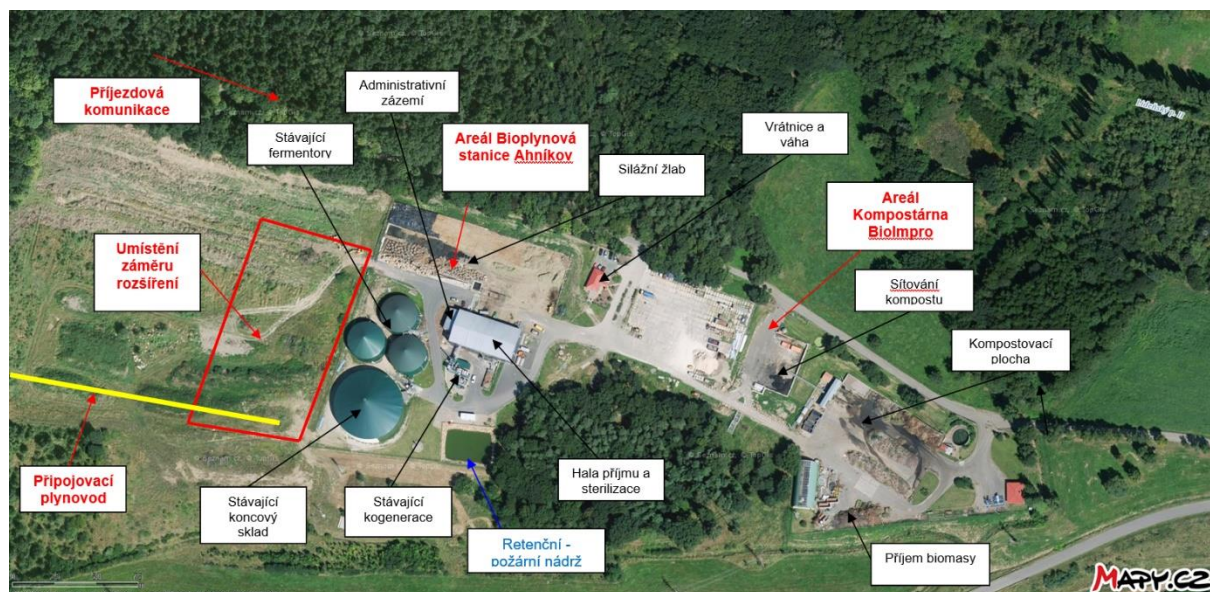 Příjezdová
komunikace
Administrativní
zázemí
Stávající
fermentory
Areál Bioplynová
stanice Ahníkov
Silážní žlab
Vrátnice a
váha
Areál
Kompostárna
BioImpro
Umístění
záměru
rozšíření
Sítování
kompostu
Kompostovací
plocha
Připojovací
plynovod
Stávající
koncový
sklad
Stávající
kogenerace
Hala příjmu a
sterilizace
Retenční -
požární nádrž
Příjem biomasy
MAPY.CZ